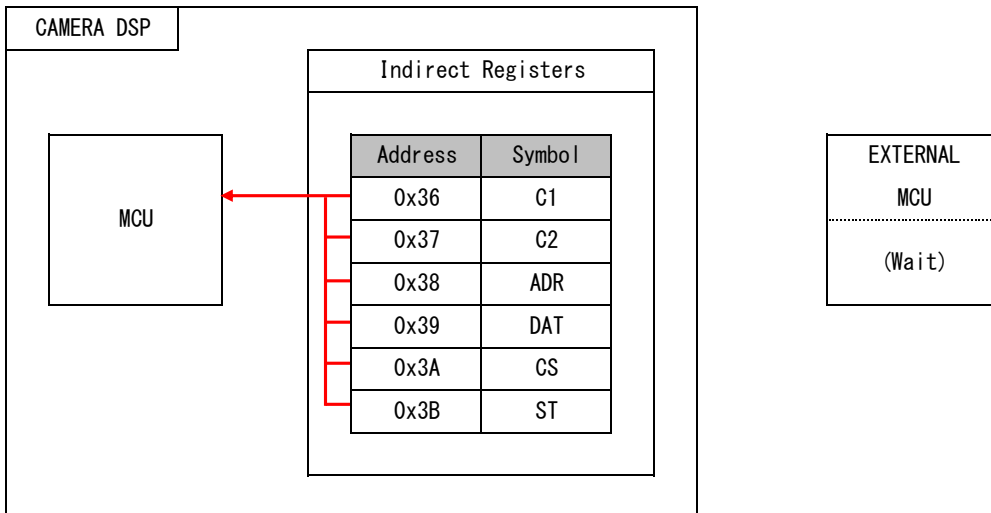 CAMERA DSP
Indirect Registers
MCU
Address Symbol
0x36 C1
0x37 C2
0x38 ADR
0x39 DAT
0x3A CS
0x3B ST
EXTERNAL
MCU
(Wait)